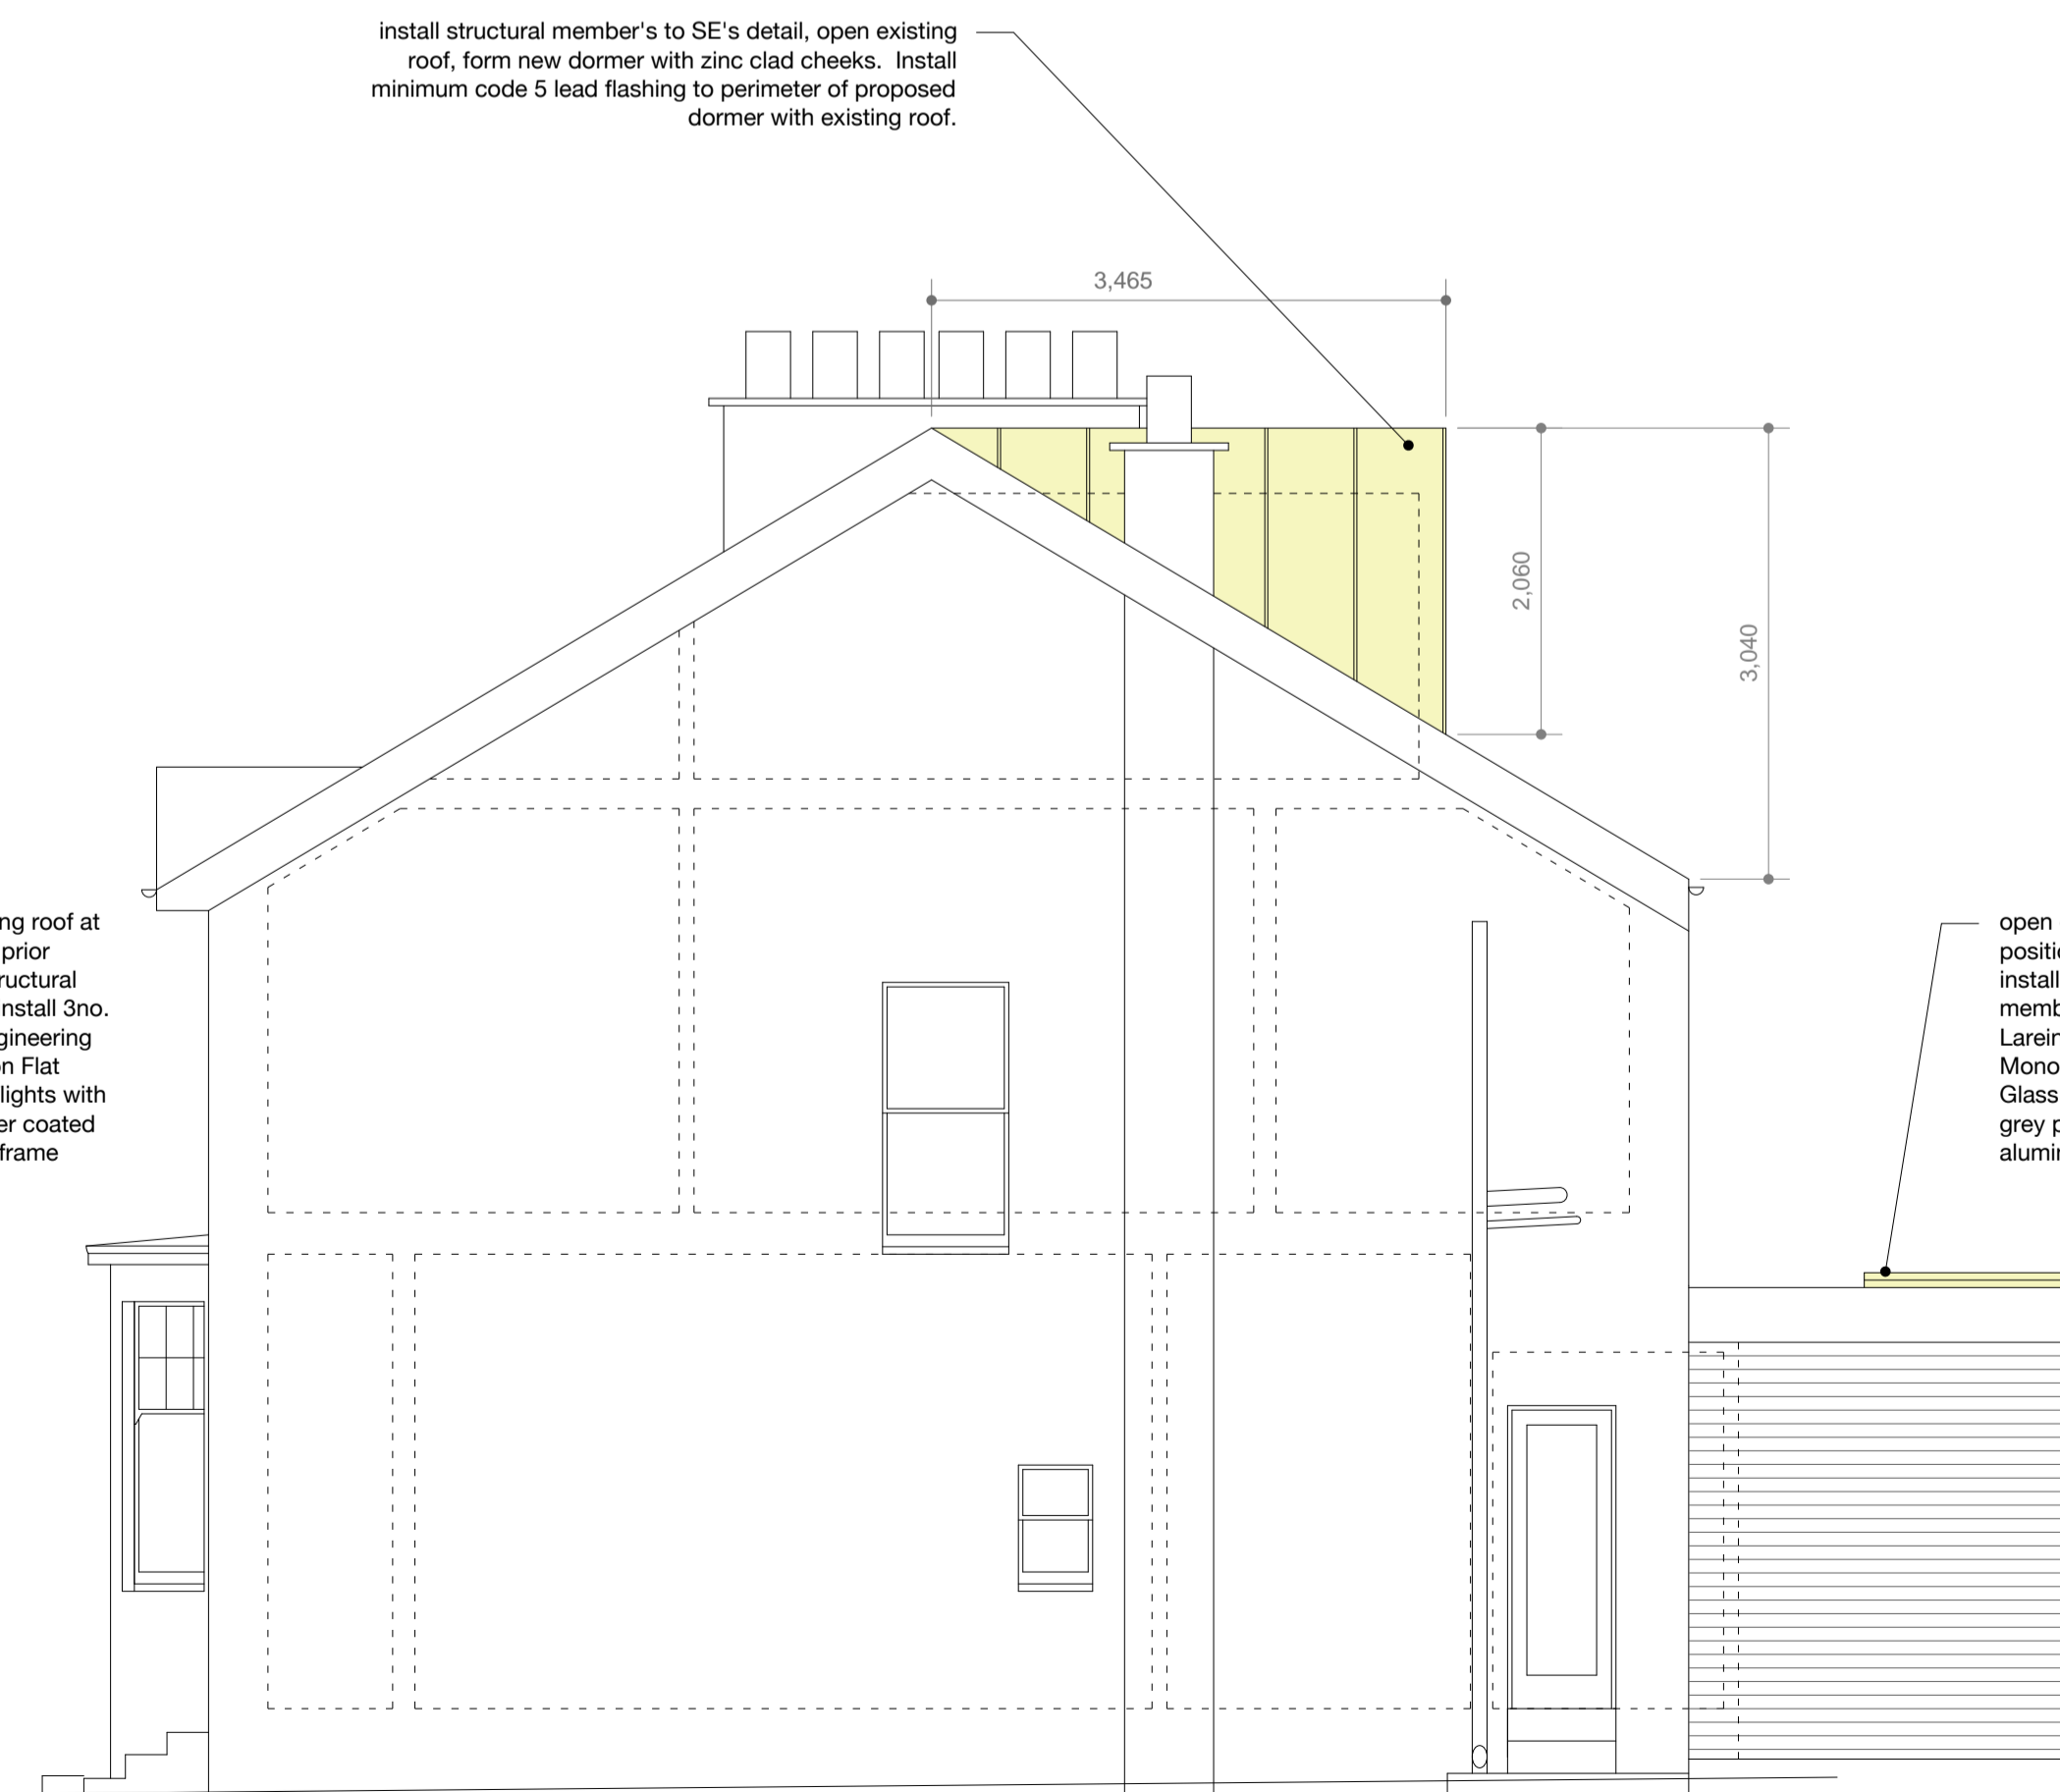 install structural member's to SE's detail, open existing
roof, form new dormer with zinc clad cheeks. Install
minimum code 5 lead flashing to perimeter of proposed
dormer with existing roof.
3,465
2,060
3,040
ng roof at
prior
ructural
nstall 3no.
gineering
n Flat
lights with
er coated
frame
open
positi
install
memb
Larein
Mono
Glass
grey p
alumi